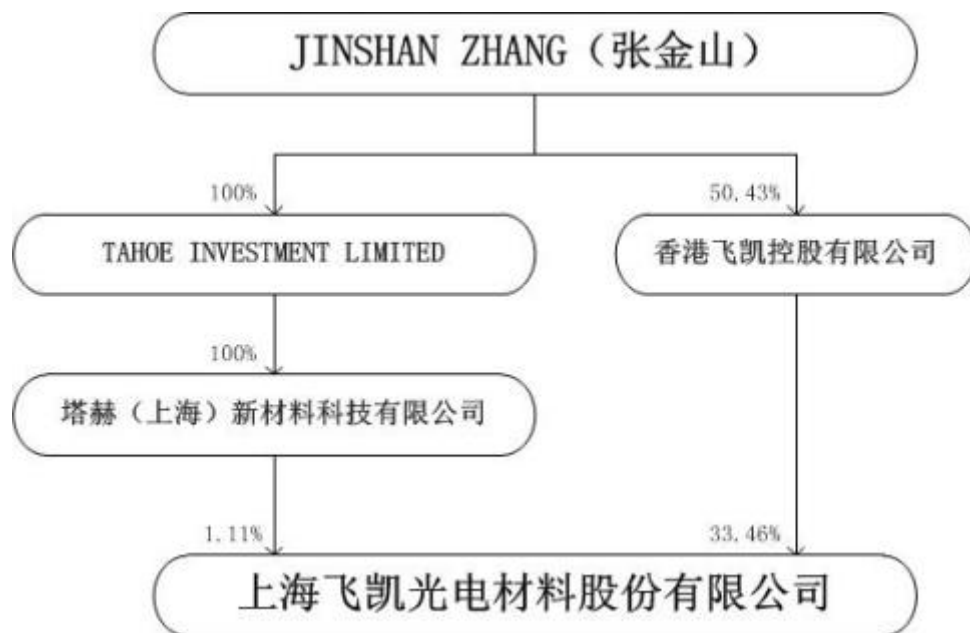 JINSHAN ZHANG（张金山）
100%
50.43%
TAHOE INVESTMENT LIMITED
香港飞凯控股有限公司
100%
塔赫（上海）新材料科技有限公司
1.11%
33.46%
上海飞凯光电材料股份有限公司